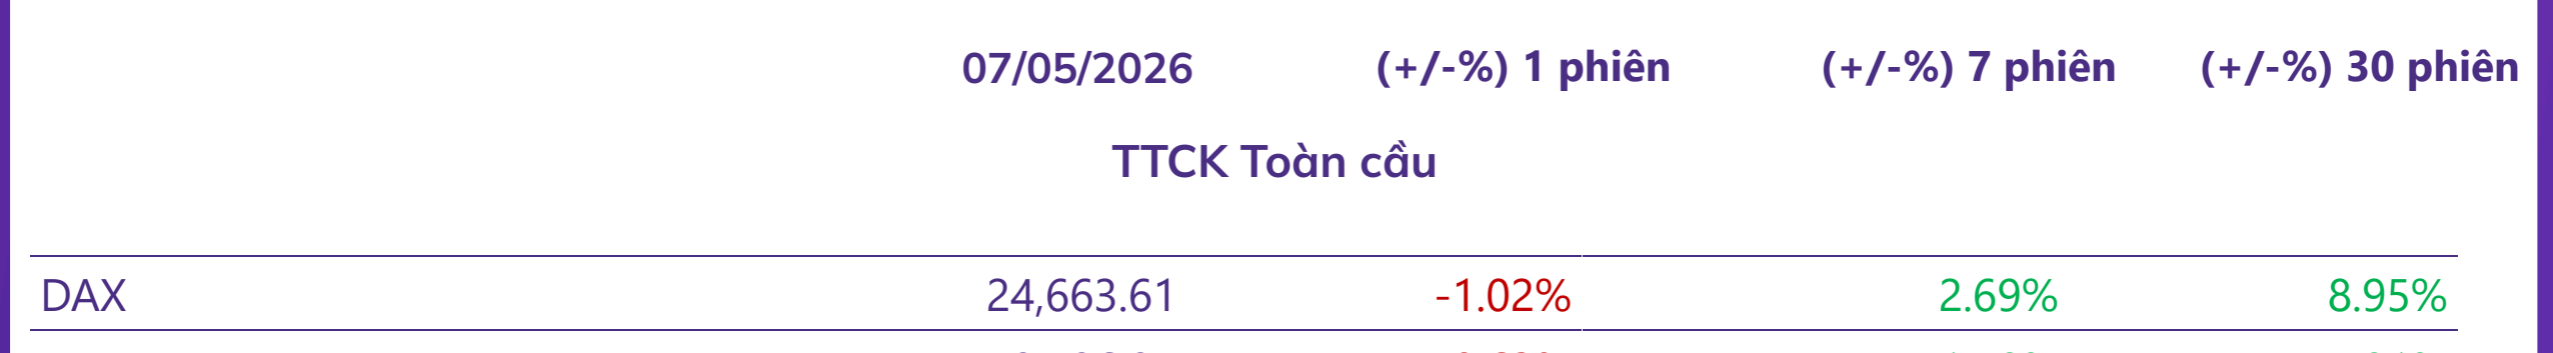 07/05/2026 (+/-%) 1 phiên (+/-%) 7 phiên (+/-%) 30 phiên
TTCK Toàn cầu
DAX 24,663.61 -1.02% 2.69% 8.95%